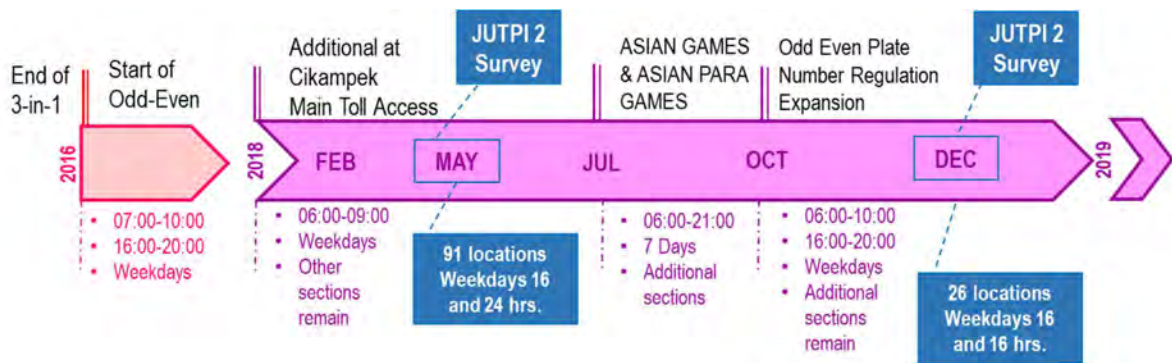 End of
3-in-1
Start of
Odd-Even
Additional at
Cikampek
Main Toll Access
JUTPI 2
Survey
ASIAN GAMES
& ASIAN PARA
GAMES
Odd Even Plate
Number Regulation
Expansion
JUTPI 2
Survey
2016
2018
FEB
MAY
JUL
OCT
DEC
2019
• 07:00-10:00
• 16:00-20:00
• Weekdays
• 06:00-09:00
• Weekdays
• Other
sections
remain
91 locations
Weekdays 16
and 24 hrs.
• 06:00-21:00
• 7 Days
• Additional
sections
• 06:00-10:00
• 16:00-20:00
• Weekdays
• Additional
sections
remain
26 locations
Weekdays 16
and 16 hrs.